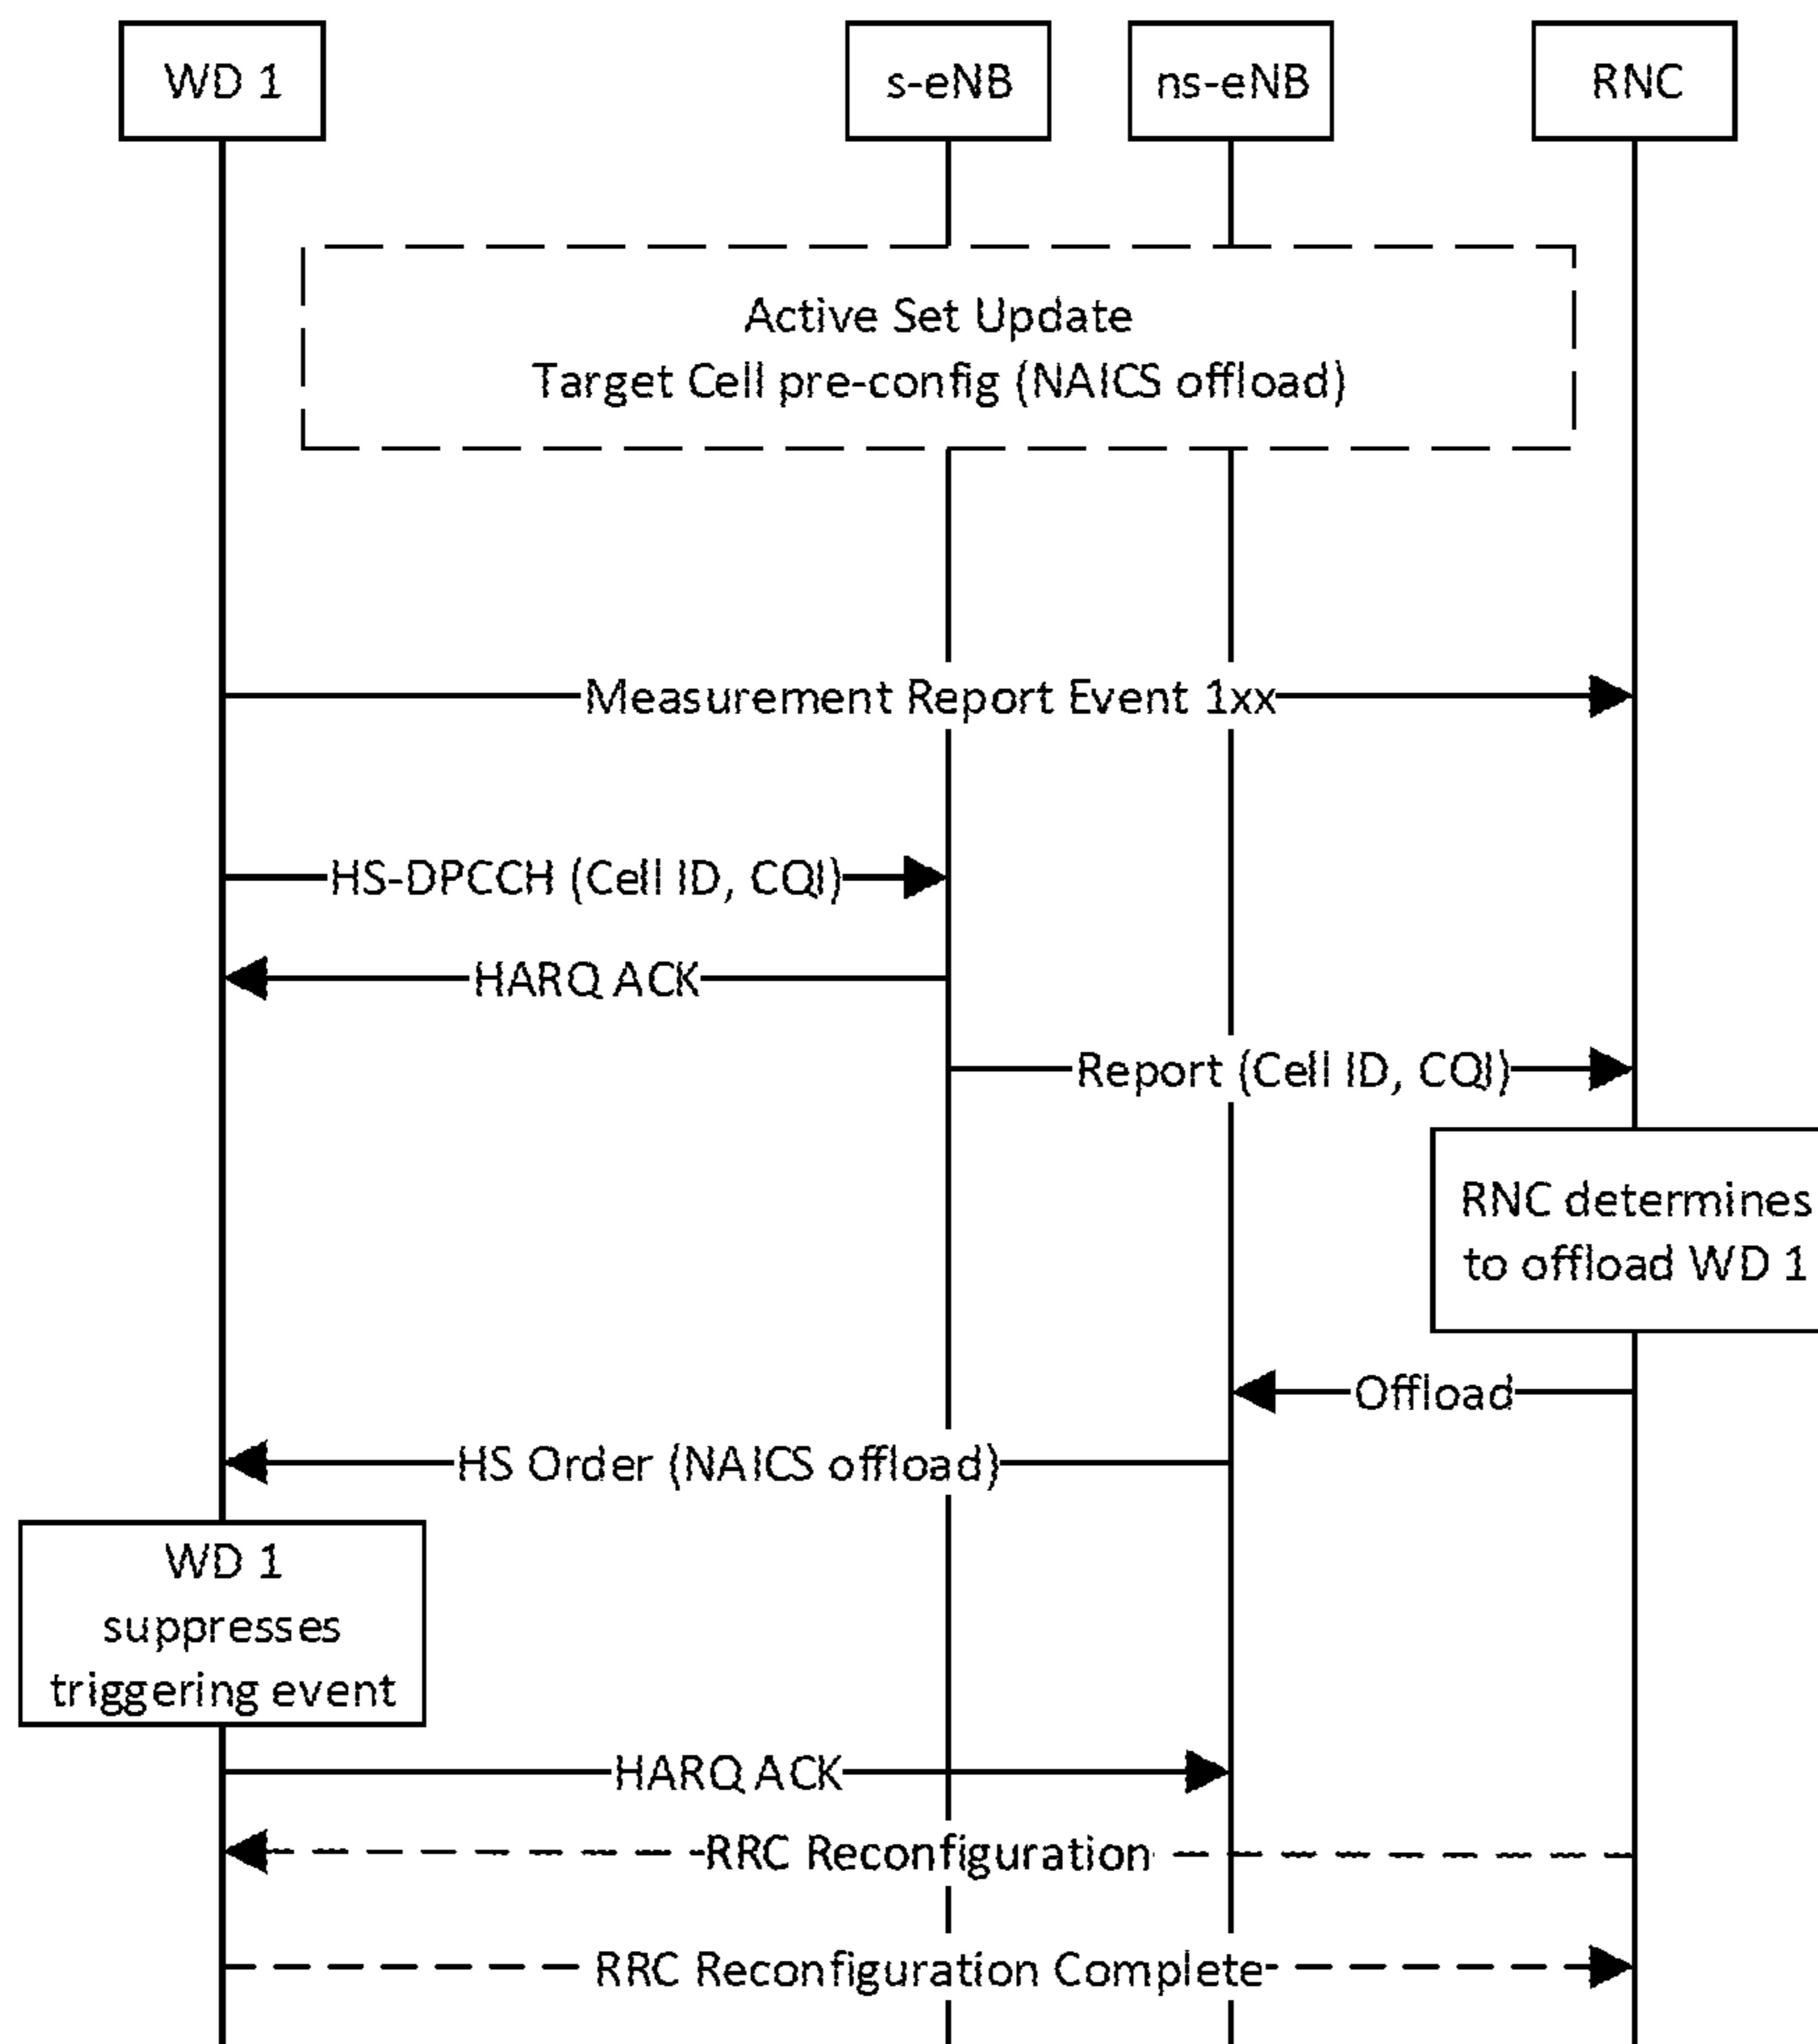 WD 1
s-eNB
ns-eNB
RNC
Active Set Update
Target Cell pre-config (NAICS offload)
Measurement Report Event 1xx
HS-DPCCH (Cell ID, CQI)
HARQ ACK
Report (Cell ID, CQI)
RNC determines
to offload WD 1
Offload
HS Order (NAICS offload)
WD 1
suppresses
triggering event
HARQ ACK
RRC Reconfiguration
RRC Reconfiguration Complete